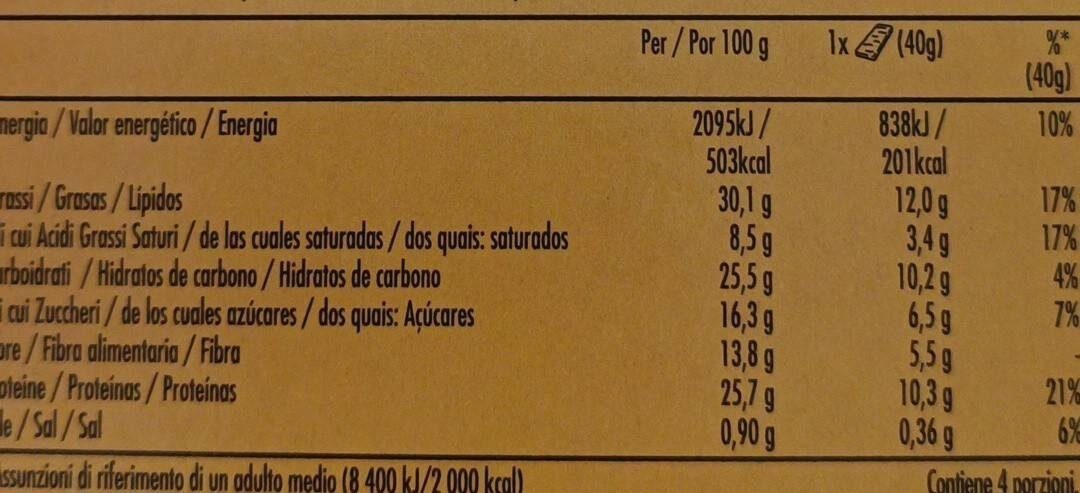 Per / Por 100 g 1x (40g) %*
(40g)
nergia / Valor energético / Energia 2095kJ / 838kJ / 10%
503kcal 201kcal
rassi / Grasas / Lípidos 30,1 g 12,0 g 17%
i cui Acidi Grassi Saturi / de las cuales saturadas / dos quais: saturados 8,5 g 3,4 g 17%
rboidrati / Hidratos de carbono / Hidratos de carbono 25,5 g 10,2 g 4%
i cui Zuccheri / de los cuales azúcares / dos quais: Açúcares 16,3 g 6,5 g 7%
bre / Fibra alimentaria / Fibra 13,8 g 5,5 g -
oteine / Proteínas / Proteínas 25,7 g 10,3 g 21%
le / Sal / Sal 0,90 g 0,36 g 6%
ssunzioni di riferimento di un adulto medio (8 400 kJ/2 000 kcal) Contiene 4 porzioni